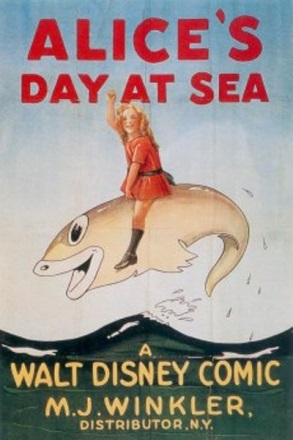 ALICE'S
DAY AT SEA
A
WALT DISNEY COMIC
M.J. WINKLER,
DISTRIBUTOR, N.Y.